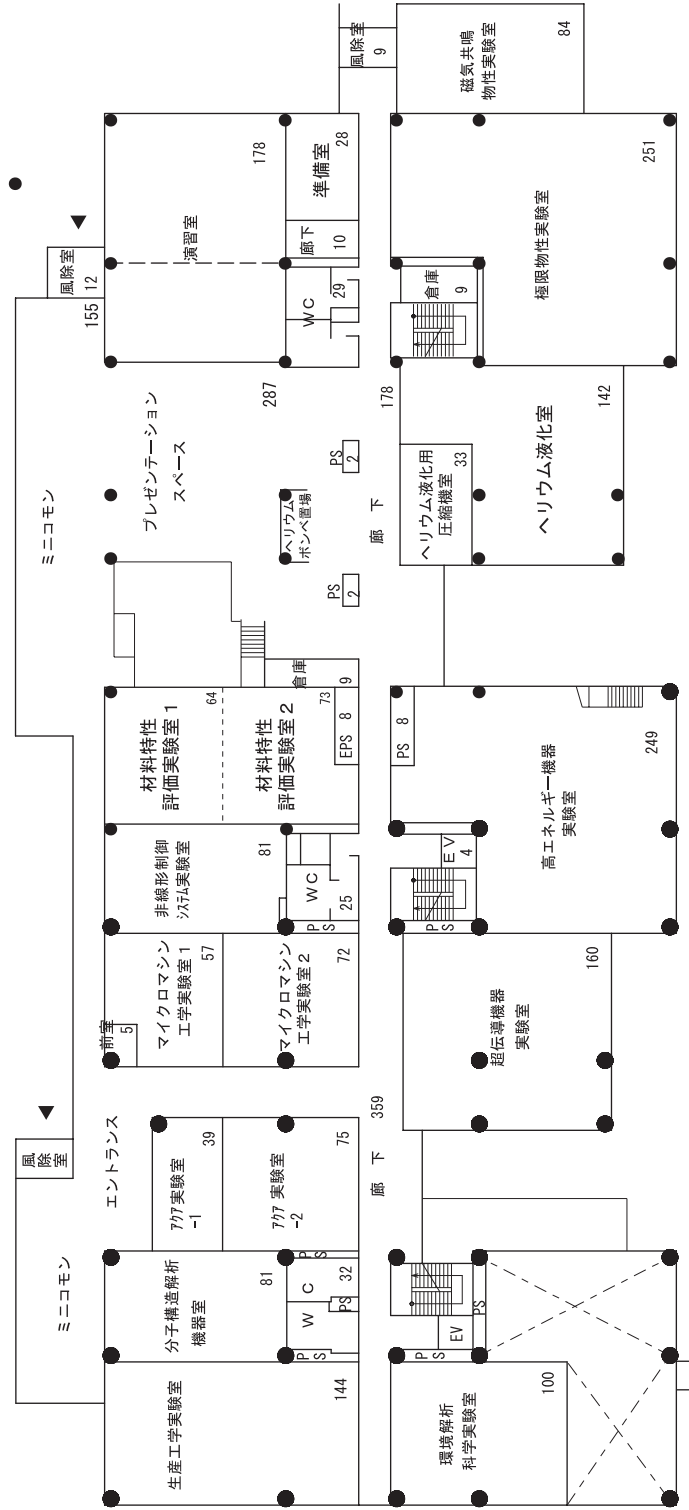 ミニコモン
風除室
エントランス
ミニコモン
155
風除室
12
生産工学実験室
144
分子構造解析
機器室
81
W C
32
PS
PS
PS
アクア実験室
-1
39
アクア実験室
-2
75
前室
5
マイクロマシン
工学実験室1
57
マイクロマシン
工学実験室2
72
非線形制御
システム実験室
81
WC
25
PS
材料特性
評価実験室1
64
材料特性
評価実験室2
73
EPS 8
倉庫
9
プレゼンテーション
スペース
287
ヘリウム
ボンベ置場
PS
2
PS
2
演習室
178
WC
29
廊下
10
準備室
28
風除室
9
廊 下
359
廊 下
178
環境解析
科学実験室
100
PS
EV
PS
超伝導機器
実験室
160
PS
EV
4
PS 8
高エネルギー機器
実験室
249
ヘリウム液化用
圧縮機室
33
ヘリウム液化室
142
倉庫
9
極限物性実験室
251
磁気共鳴
物性実験室
84